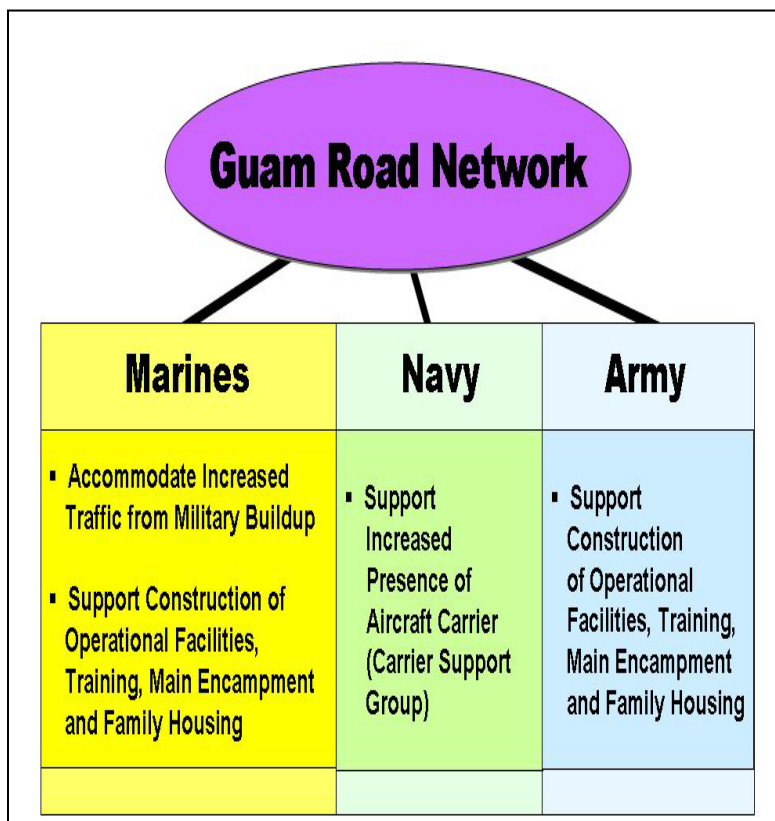 Guam Road Network
Marines
▪ Accommodate Increased
Traffic from Military Buildup
▪ Support Construction of
Operational Facilities,
Training, Main Encampment
and Family Housing
Navy
▪ Support
Increased
Presence of
Aircraft Carrier
(Carrier Support
Group)
Army
▪ Support
Construction
of Operational
Facilities, Training,
Main Encampment
and Family Housing